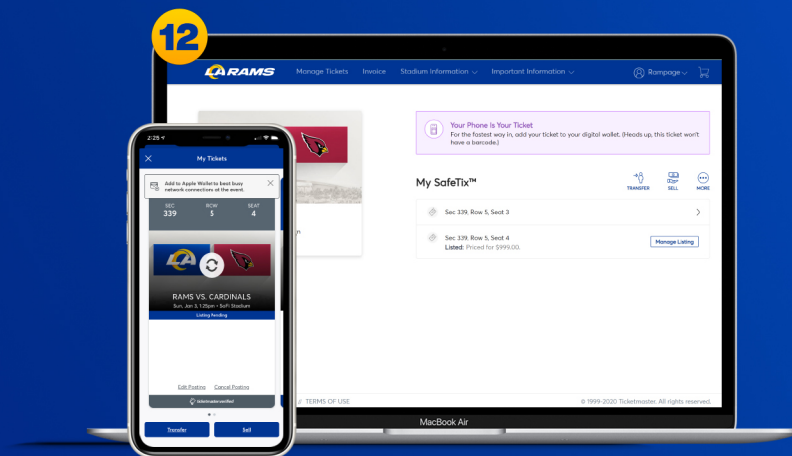 12
LA RAMS
Manage Tickets
Invoice
Stadium Information
Important Information
Rampage
Your Phone Is Your Ticket
For the fastest way in, add your ticket to your digital wallet. (Heads up, this ticket won't
have a barcode.)
My SafeTix™
TRANSFER
SELL
MORE
Sec 339, Row 5, Seat 3
Sec 339, Row 5, Seat 4
Listed: Priced for $999.00.
Manage Listing
// TERMS OF USE
© 1999-2020 Ticketmaster. All rights reserved.
MacBook Air
2:25
My Tickets
Add to Apple Wallet to beat busy
network connections at the event.
SEC
ROW
SEAT
339
5
4
LA
RAMS VS. CARDINALS
Sun, Jan 3, 1:25pm • SoFi Stadium
Listing Pending
Edit Posting
Cancel Posting
ticketmaster verified
Transfer
Sell